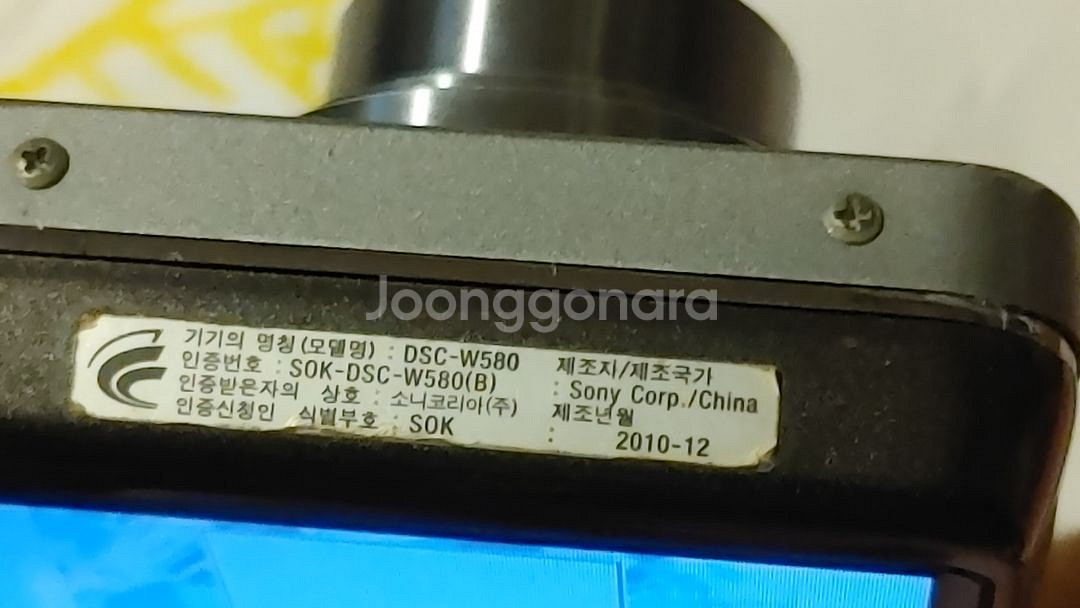 Joonggonara
기기의 명칭(모델명) : DSC-W580
인증번호 : SOK-DSC-W580(B)
인증받은자의 상호 : 소니코리아(주)
인증신청인 식별부호 : SOK
제조자/제조국가
: Sony Corp./China
제조년월
: 2010-12